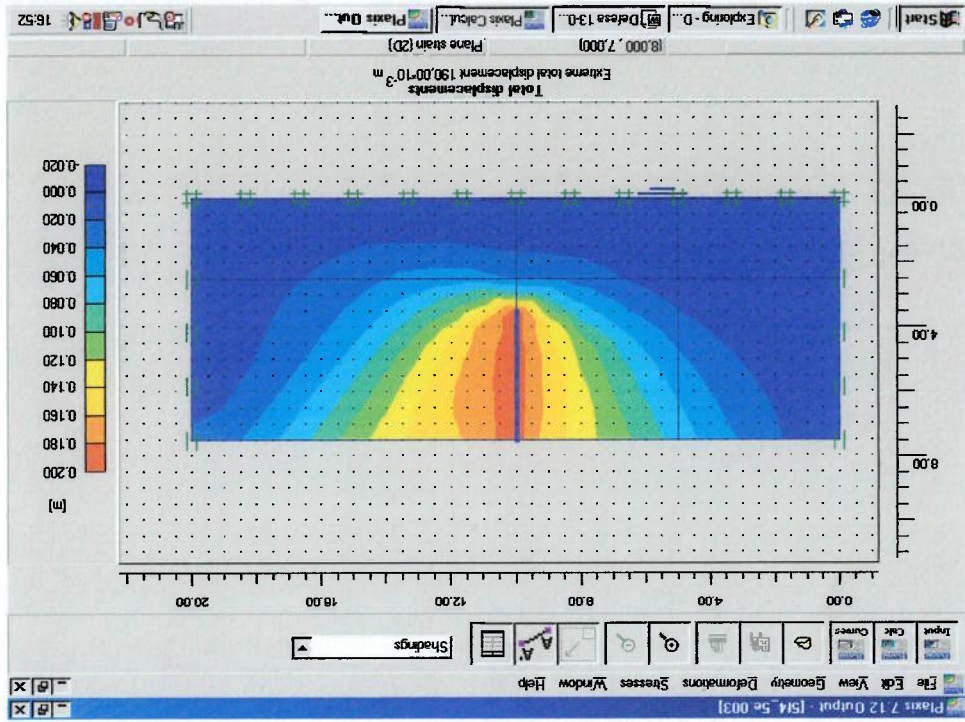 Plaxis 7.12 Output - [5I4_5e 003]
File Edit View Geometry Deformations Stresses Window Help
Input Calc Curves
Shadings
0.00 4.00 8.00 12.00 16.00 20.00
8.00
4.00
0.00
[m]
0.200
0.180
0.160
0.140
0.120
0.100
0.080
0.060
0.040
0.020
0.000
-0.020
Total displacements
Extreme total displacement 190,00*10-3 m
(8,000 , 7,000)
Plane strain (2D)
Start
Exploring - D...
Defesa 13-0...
Plaxis Calcul...
Plaxis Out...
16:52